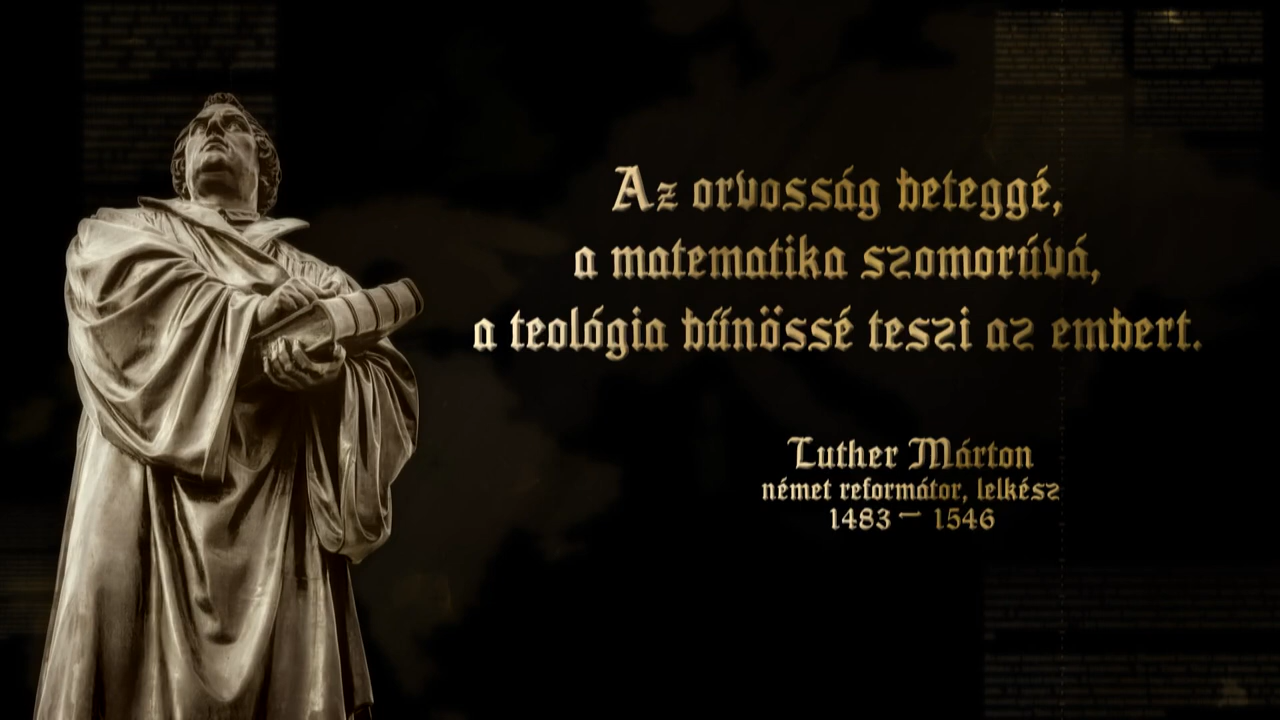 Az orvosság beteggé,
a matematika szomorúvá,
a teológia bűnössé teszi az embert.
Luther Márton
német reformátor, lelkész
1483 – 1546